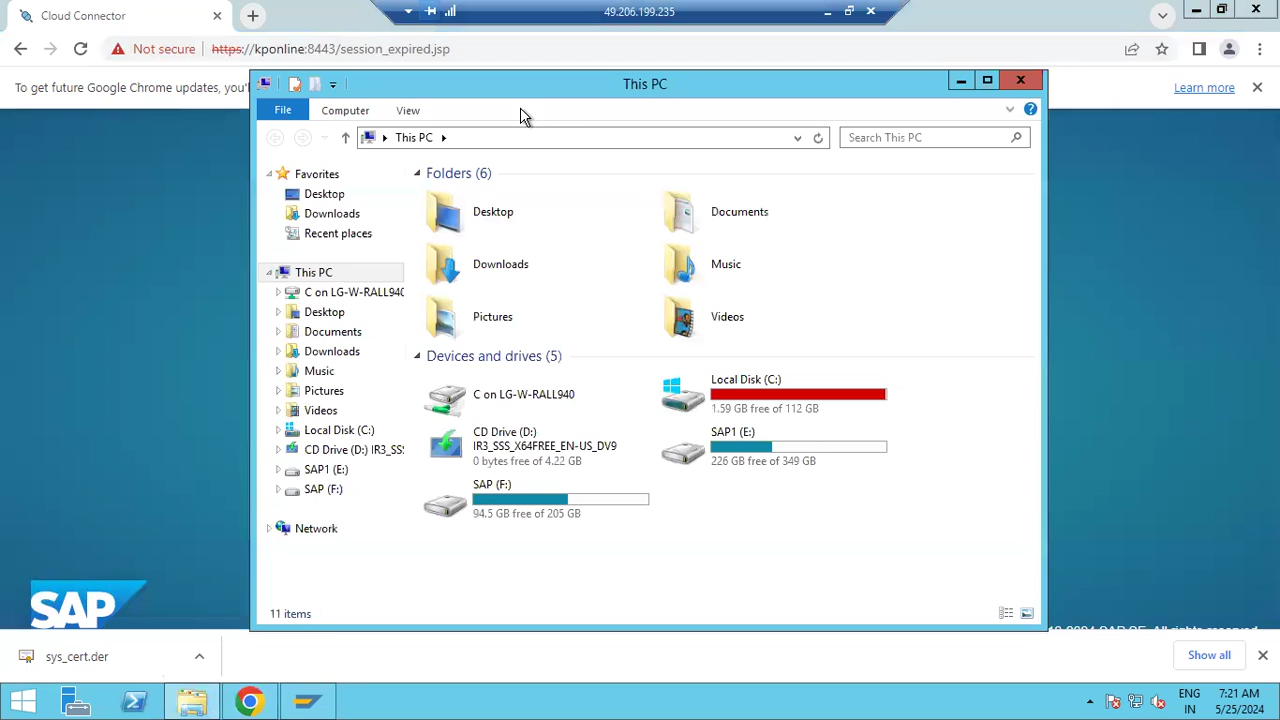 Cloud Connector
49.206.199.235
Not secure
https://kponline:8443/session_expired.jsp
To get future Google Chrome updates, you'l
Learn more
This PC
File
Computer
View
This PC
Search This PC
Favorites
Desktop
Downloads
Recent places
This PC
C on LG-W-RALL940
Desktop
Documents
Downloads
Music
Pictures
Videos
Local Disk (C:)
CD Drive (D:) IR3_SSS
SAP1 (E:)
SAP (F:)
Network
Folders (6)
Desktop
Documents
Downloads
Music
Pictures
Videos
Devices and drives (5)
C on LG-W-RALL940
Local Disk (C:)
1.59 GB free of 112 GB
CD Drive (D:)
IR3_SSS_X64FREE_EN-US_DV9
0 bytes free of 4.22 GB
SAP1 (E:)
226 GB free of 349 GB
SAP (F:)
94.5 GB free of 205 GB
11 items
SAP
SAP SE. All rights reserved.
sys_cert.der
Show all
ENG
IN
7:21 AM
5/25/2024